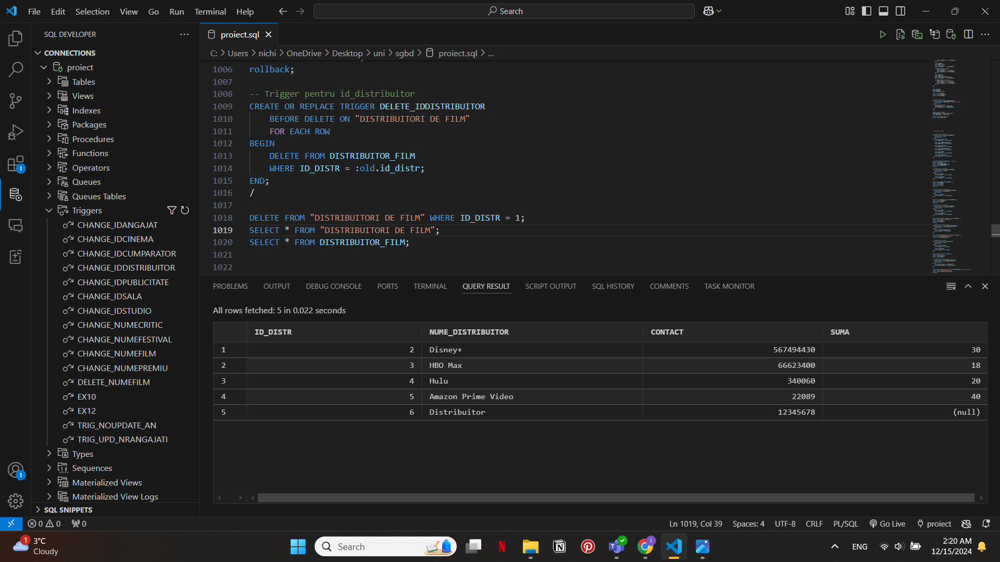 File Edit Selection View Go Run Terminal Help
Search
SQL DEVELOPER
CONNECTIONS
proiect
Tables
Views
Indexes
Packages
Procedures
Functions
Operators
Queues
Queues Tables
Triggers
CHANGE_IDANGAJAT
CHANGE_IDCINEMA
CHANGE_IDCUMPARATOR
CHANGE_IDDISTRIBUITOR
CHANGE_IDPUBLICITATE
CHANGE_IDSALA
CHANGE_IDSTUDIO
CHANGE_NUMECRITIC
CHANGE_NUMEFESTIVAL
CHANGE_NUMEFILM
CHANGE_NUMEPREMIU
DELETE_NUMEFILM
EX10
EX12
TRIG_NOUPDATE_AN
TRIG_UPD_NRANGAJATI
Types
Sequences
Materialized Views
Materialized View Logs
SQL SNIPPETS
1
1
proiect.sql
C: > Users > nichi > OneDrive > Desktop > uni > sgbd > proiect.sql > ...
1006 rollback;
1007
1008 -- Trigger pentru id_distribuitor
1009 CREATE OR REPLACE TRIGGER DELETE_IDDISTRIBUITOR
1010 BEFORE DELETE ON "DISTRIBUITORI DE FILM"
1011 FOR EACH ROW
1012 BEGIN
1013 DELETE FROM DISTRIBUITOR_FILM
1014 WHERE ID_DISTR = :old.id_distr;
1015 END;
1016 /
1017
1018 DELETE FROM "DISTRIBUITORI DE FILM" WHERE ID_DISTR = 1;
1019 SELECT * FROM "DISTRIBUITORI DE FILM";
1020 SELECT * FROM DISTRIBUITOR_FILM;
1021
1022
PROBLEMS OUTPUT DEBUG CONSOLE PORTS TERMINAL QUERY RESULT SCRIPT OUTPUT SQL HISTORY COMMENTS TASK MONITOR
All rows fetched: 5 in 0.022 seconds
ID_DISTR NUME_DISTRIBUITOR CONTACT SUMA
1 2 Disney+ 567494430 30
2 3 HBO Max 66623400 18
3 4 Hulu 340060 20
4 5 Amazon Prime Video 22089 40
5 6 Distribuitor 12345678 (null)
0 0 0
Ln 1019, Col 39 Spaces: 4 UTF-8 CRLF PL/SQL Go Live proiect
1 3°C
Cloudy
Search
ENG
2:20 AM
12/15/2024